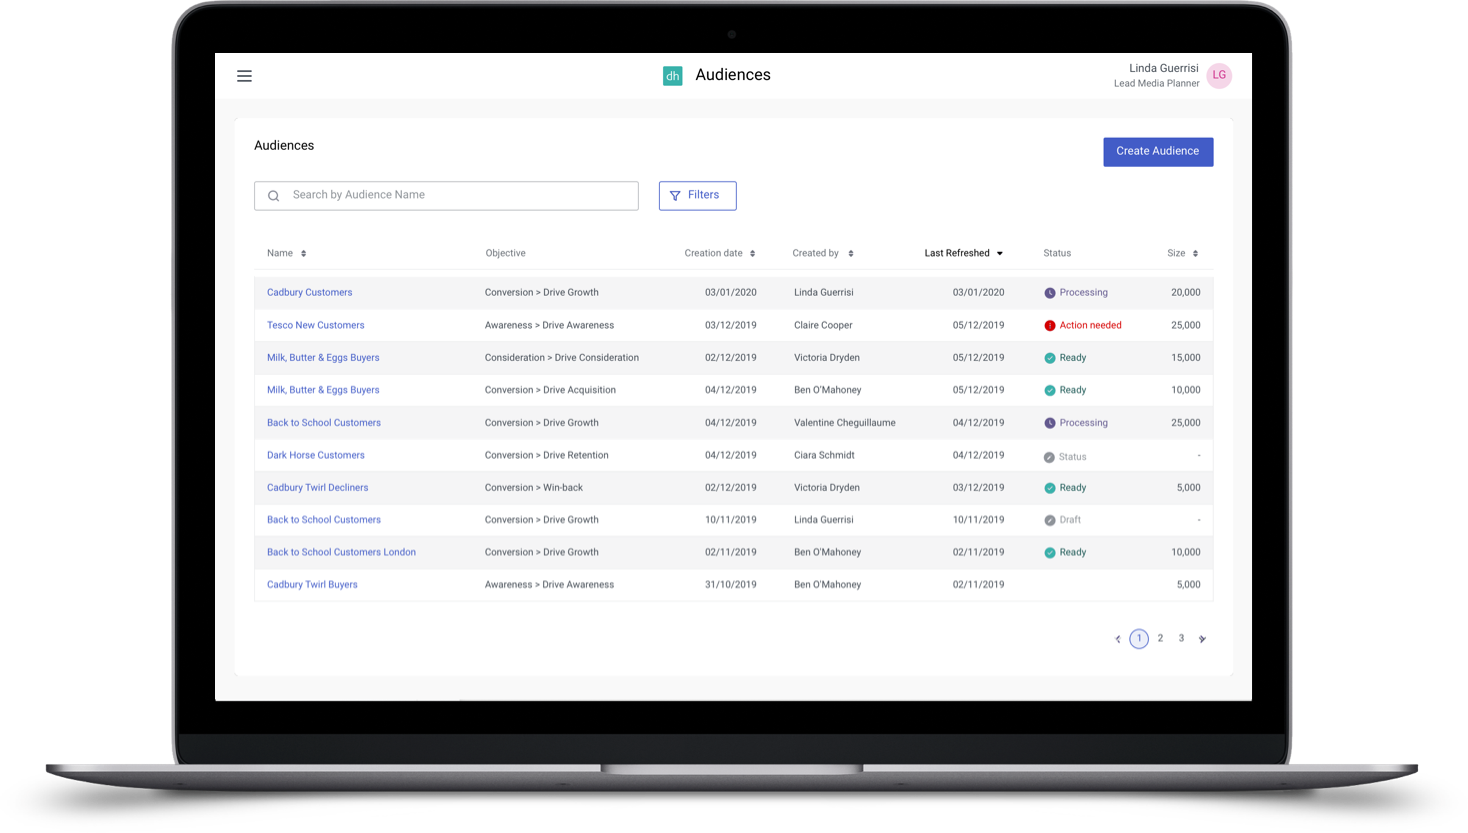 dh Audiences
Linda Guerrisi
Lead Media Planner
LG
Audiences
Create Audience
Search by Audience Name
Filters
Name Objective Creation date Created by Last Refreshed Status Size
Cadbury Customers Conversion > Drive Growth 03/01/2020 Linda Guerrisi 03/01/2020 Processing 20,000
Tesco New Customers Awareness > Drive Awareness 03/12/2019 Claire Cooper 05/12/2019 Action needed 25,000
Milk, Butter & Eggs Buyers Consideration > Drive Consideration 02/12/2019 Victoria Dryden 05/12/2019 Ready 15,000
Milk, Butter & Eggs Buyers Conversion > Drive Acquisition 04/12/2019 Ben O'Mahoney 05/12/2019 Ready 10,000
Back to School Customers Conversion > Drive Growth 04/12/2019 Valentine Cheguillaume 04/12/2019 Processing 25,000
Dark Horse Customers Conversion > Drive Retention 04/12/2019 Ciara Schmidt 04/12/2019 Status -
Cadbury Twirl Decliners Conversion > Win-back 02/12/2019 Victoria Dryden 03/12/2019 Ready 5,000
Back to School Customers Conversion > Drive Growth 10/11/2019 Linda Guerrisi 10/11/2019 Draft -
Back to School Customers London Conversion > Drive Growth 02/11/2019 Ben O'Mahoney 02/11/2019 Ready 10,000
Cadbury Twirl Buyers Awareness > Drive Awareness 31/10/2019 Ben O'Mahoney 02/11/2019 5,000
1 2 3